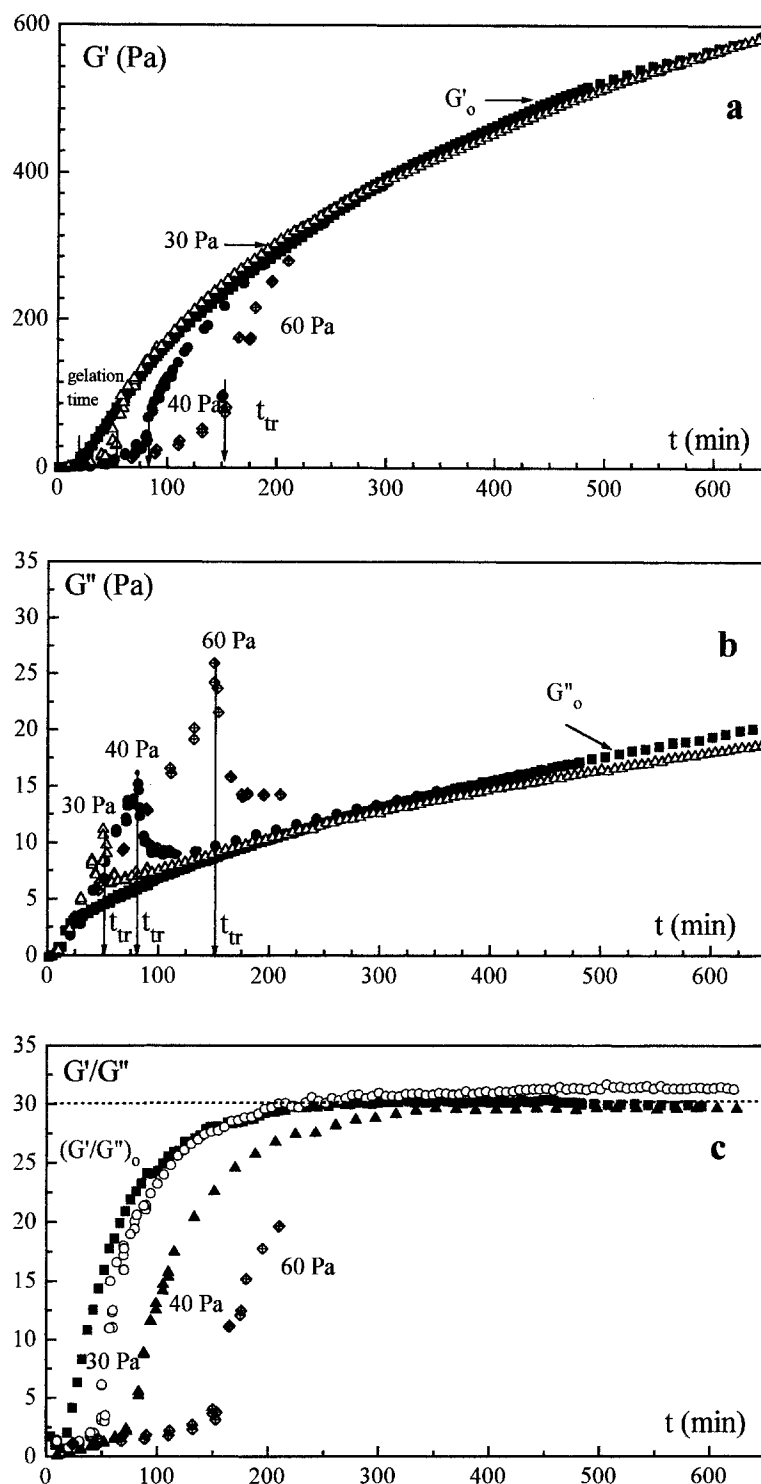 600
G' (Pa)
G'o
a
400
30 Pa
200
60 Pa
gelation
time
40 Pa
ttr
t (min)
0
0 100 200 300 400 500 600
35
G" (Pa)
30
b
60 Pa
25
G"o
20
40 Pa
15
30 Pa
10
5
ttr ttr ttr
t (min)
0
0 100 200 300 400 500 600
35
G'/G"
30
(G'/G")o
c
25
20
60 Pa
15
40 Pa
10
30 Pa
5
t (min)
0
0 100 200 300 400 500 600